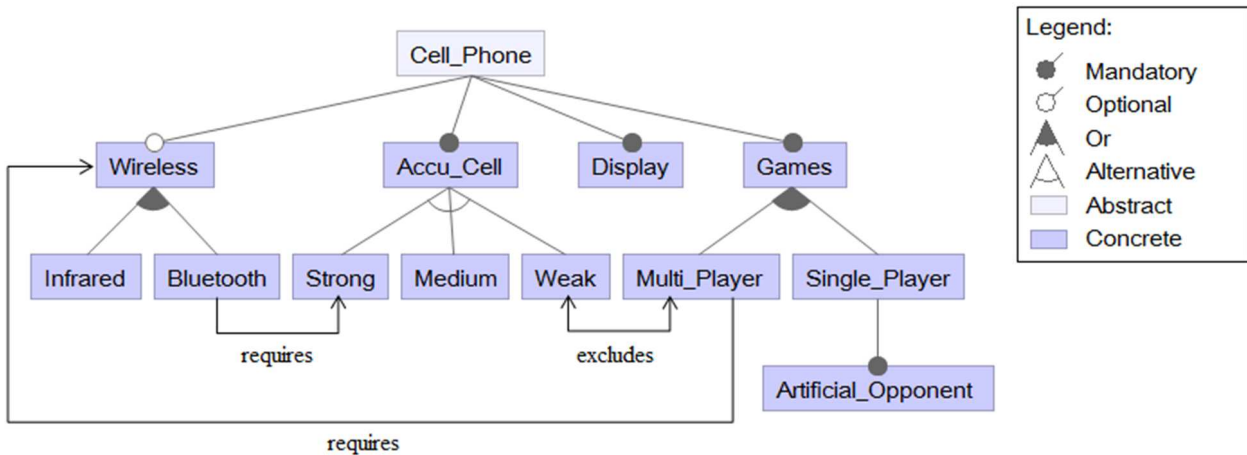 Cell_Phone
Wireless
Accu_Cell
Display
Games
Infrared
Bluetooth
Strong
Medium
Weak
Multi_Player
Single_Player
requires
excludes
Artificial_Opponent
requires
Legend:
Mandatory
Optional
Or
Alternative
Abstract
Concrete